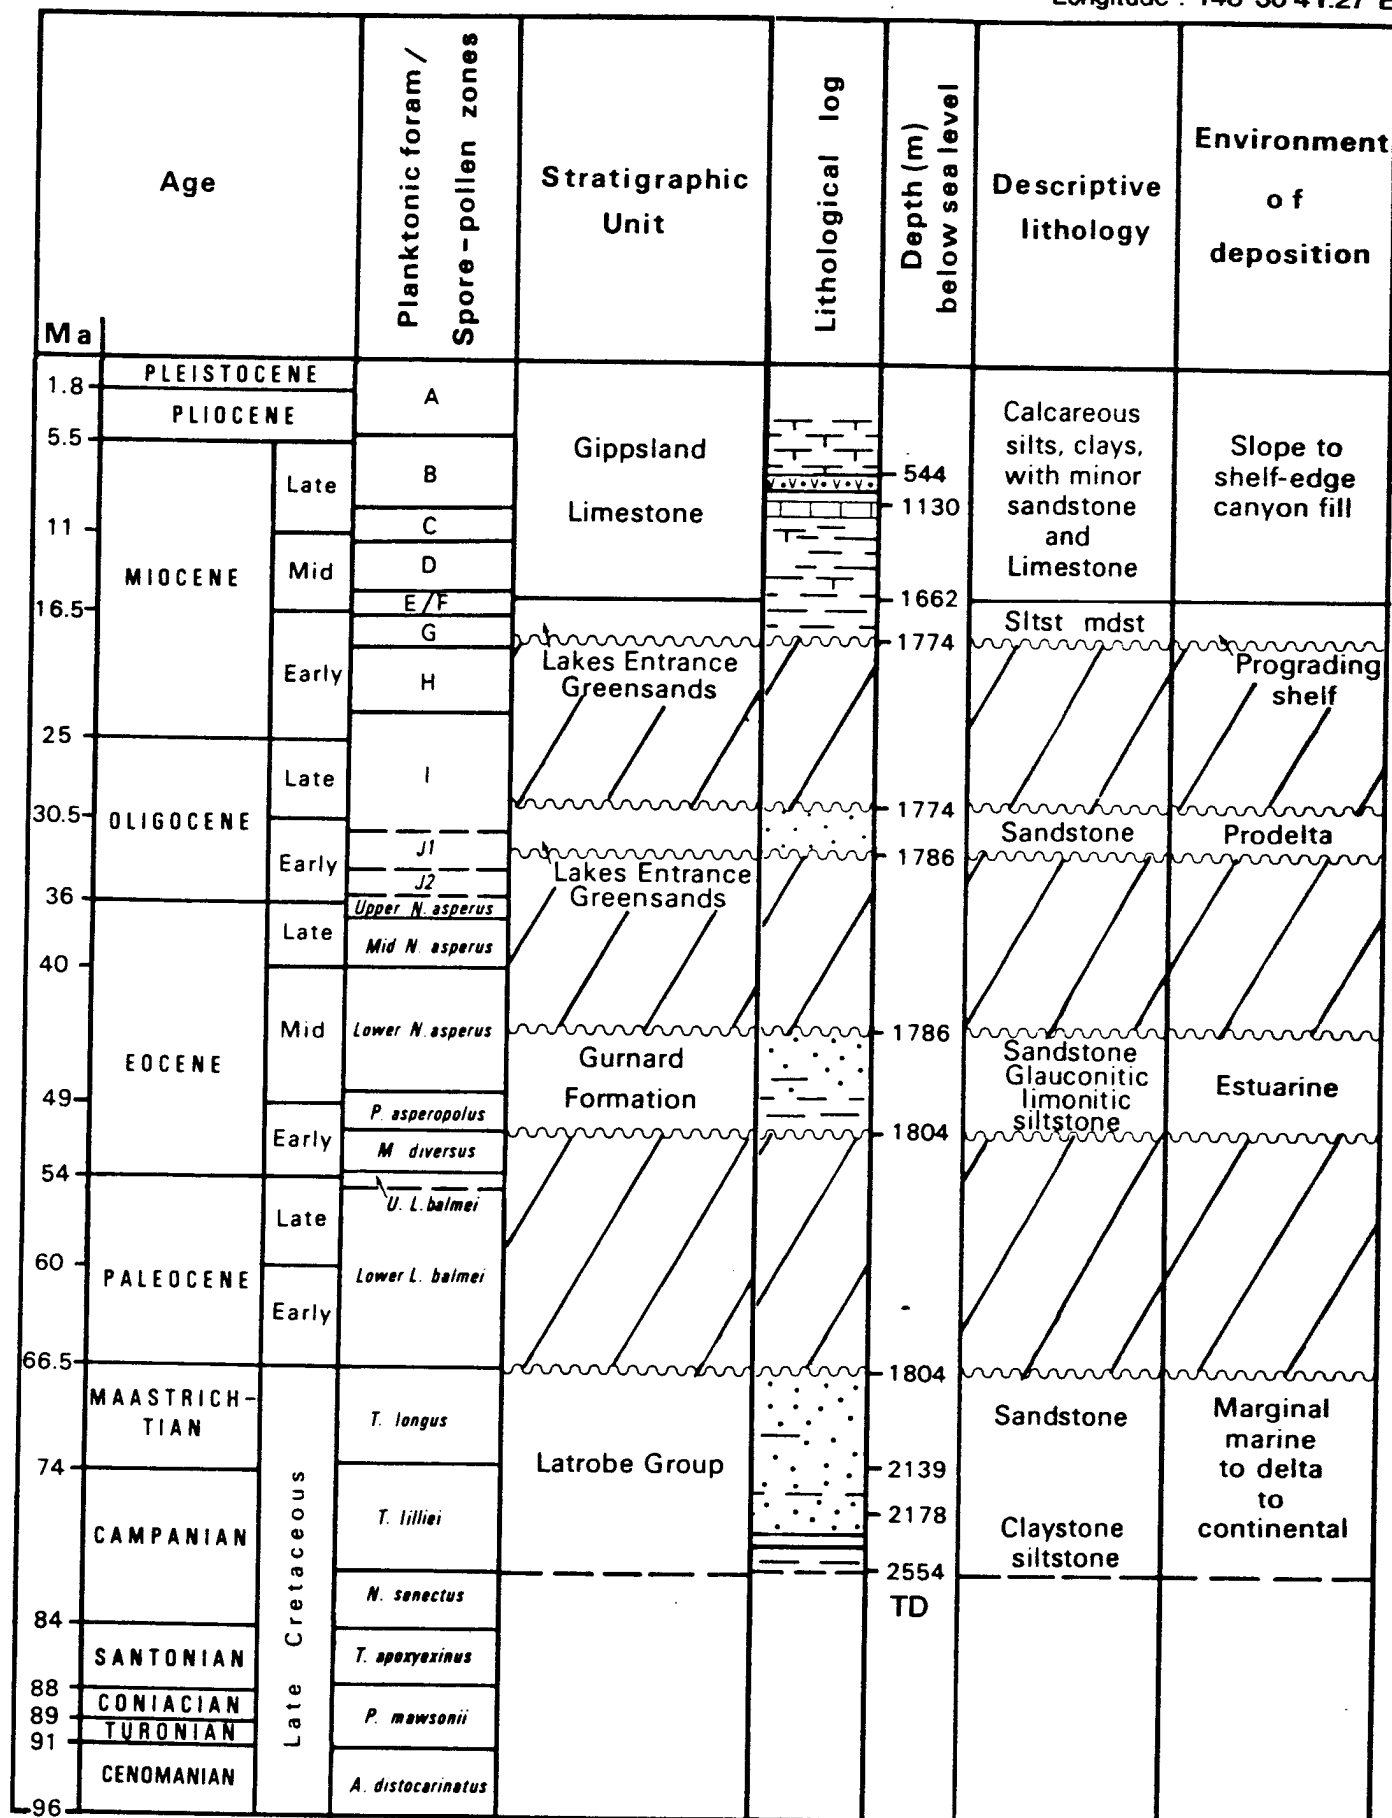 Longitude : 148
Age
Ma
Planktonic foram /
Spore-pollen zones
Stratigraphic
Unit
Lithological log
Depth (m)
below sea level
Descriptive
lithology
Environment
of
deposition
1.8
5.5
11
16.5
25
30.5
36
40
49
54
60
66.5
74
84
88
89
91
96
PLEISTOCENE
PLIOCENE
MIOCENE
OLIGOCENE
EOCENE
PALEOCENE
MAASTRICH-
TIAN
CAMPANIAN
SANTONIAN
CONIACIAN
TURONIAN
CENOMANIAN
Late
Mid
Early
Late
Early
Late
Mid
Early
Late
Early
Late Cretaceous
A
B
C
D
E/F
G
H
I
J1
J2
Upper N. asperus
Mid N. asperus
Lower N. asperus
P. asperopolus
M diversus
U. L. balmei
Lower L. balmei
T. longus
T. lilliei
N. senectus
T. apoxyexinus
P. mawsonii
A. distocarinatus
Gippsland
Limestone
Lakes Entrance
Greensands
Lakes Entrance
Greensands
Gurnard
Formation
Latrobe Group
544
1130
1662
1774
1774
1786
1786
1804
1804
2139
2178
2554
TD
Calcareous
silts, clays,
with minor
sandstone
and
Limestone
Sltst mdst
Sandstone
Sandstone
Glauconitic
limonitic
siltstone
Sandstone
Claystone
siltstone
Slope to
shelf-edge
canyon fill
Prograding
shelf
Prodelta
Estuarine
Marginal
marine
to delta
to
continental